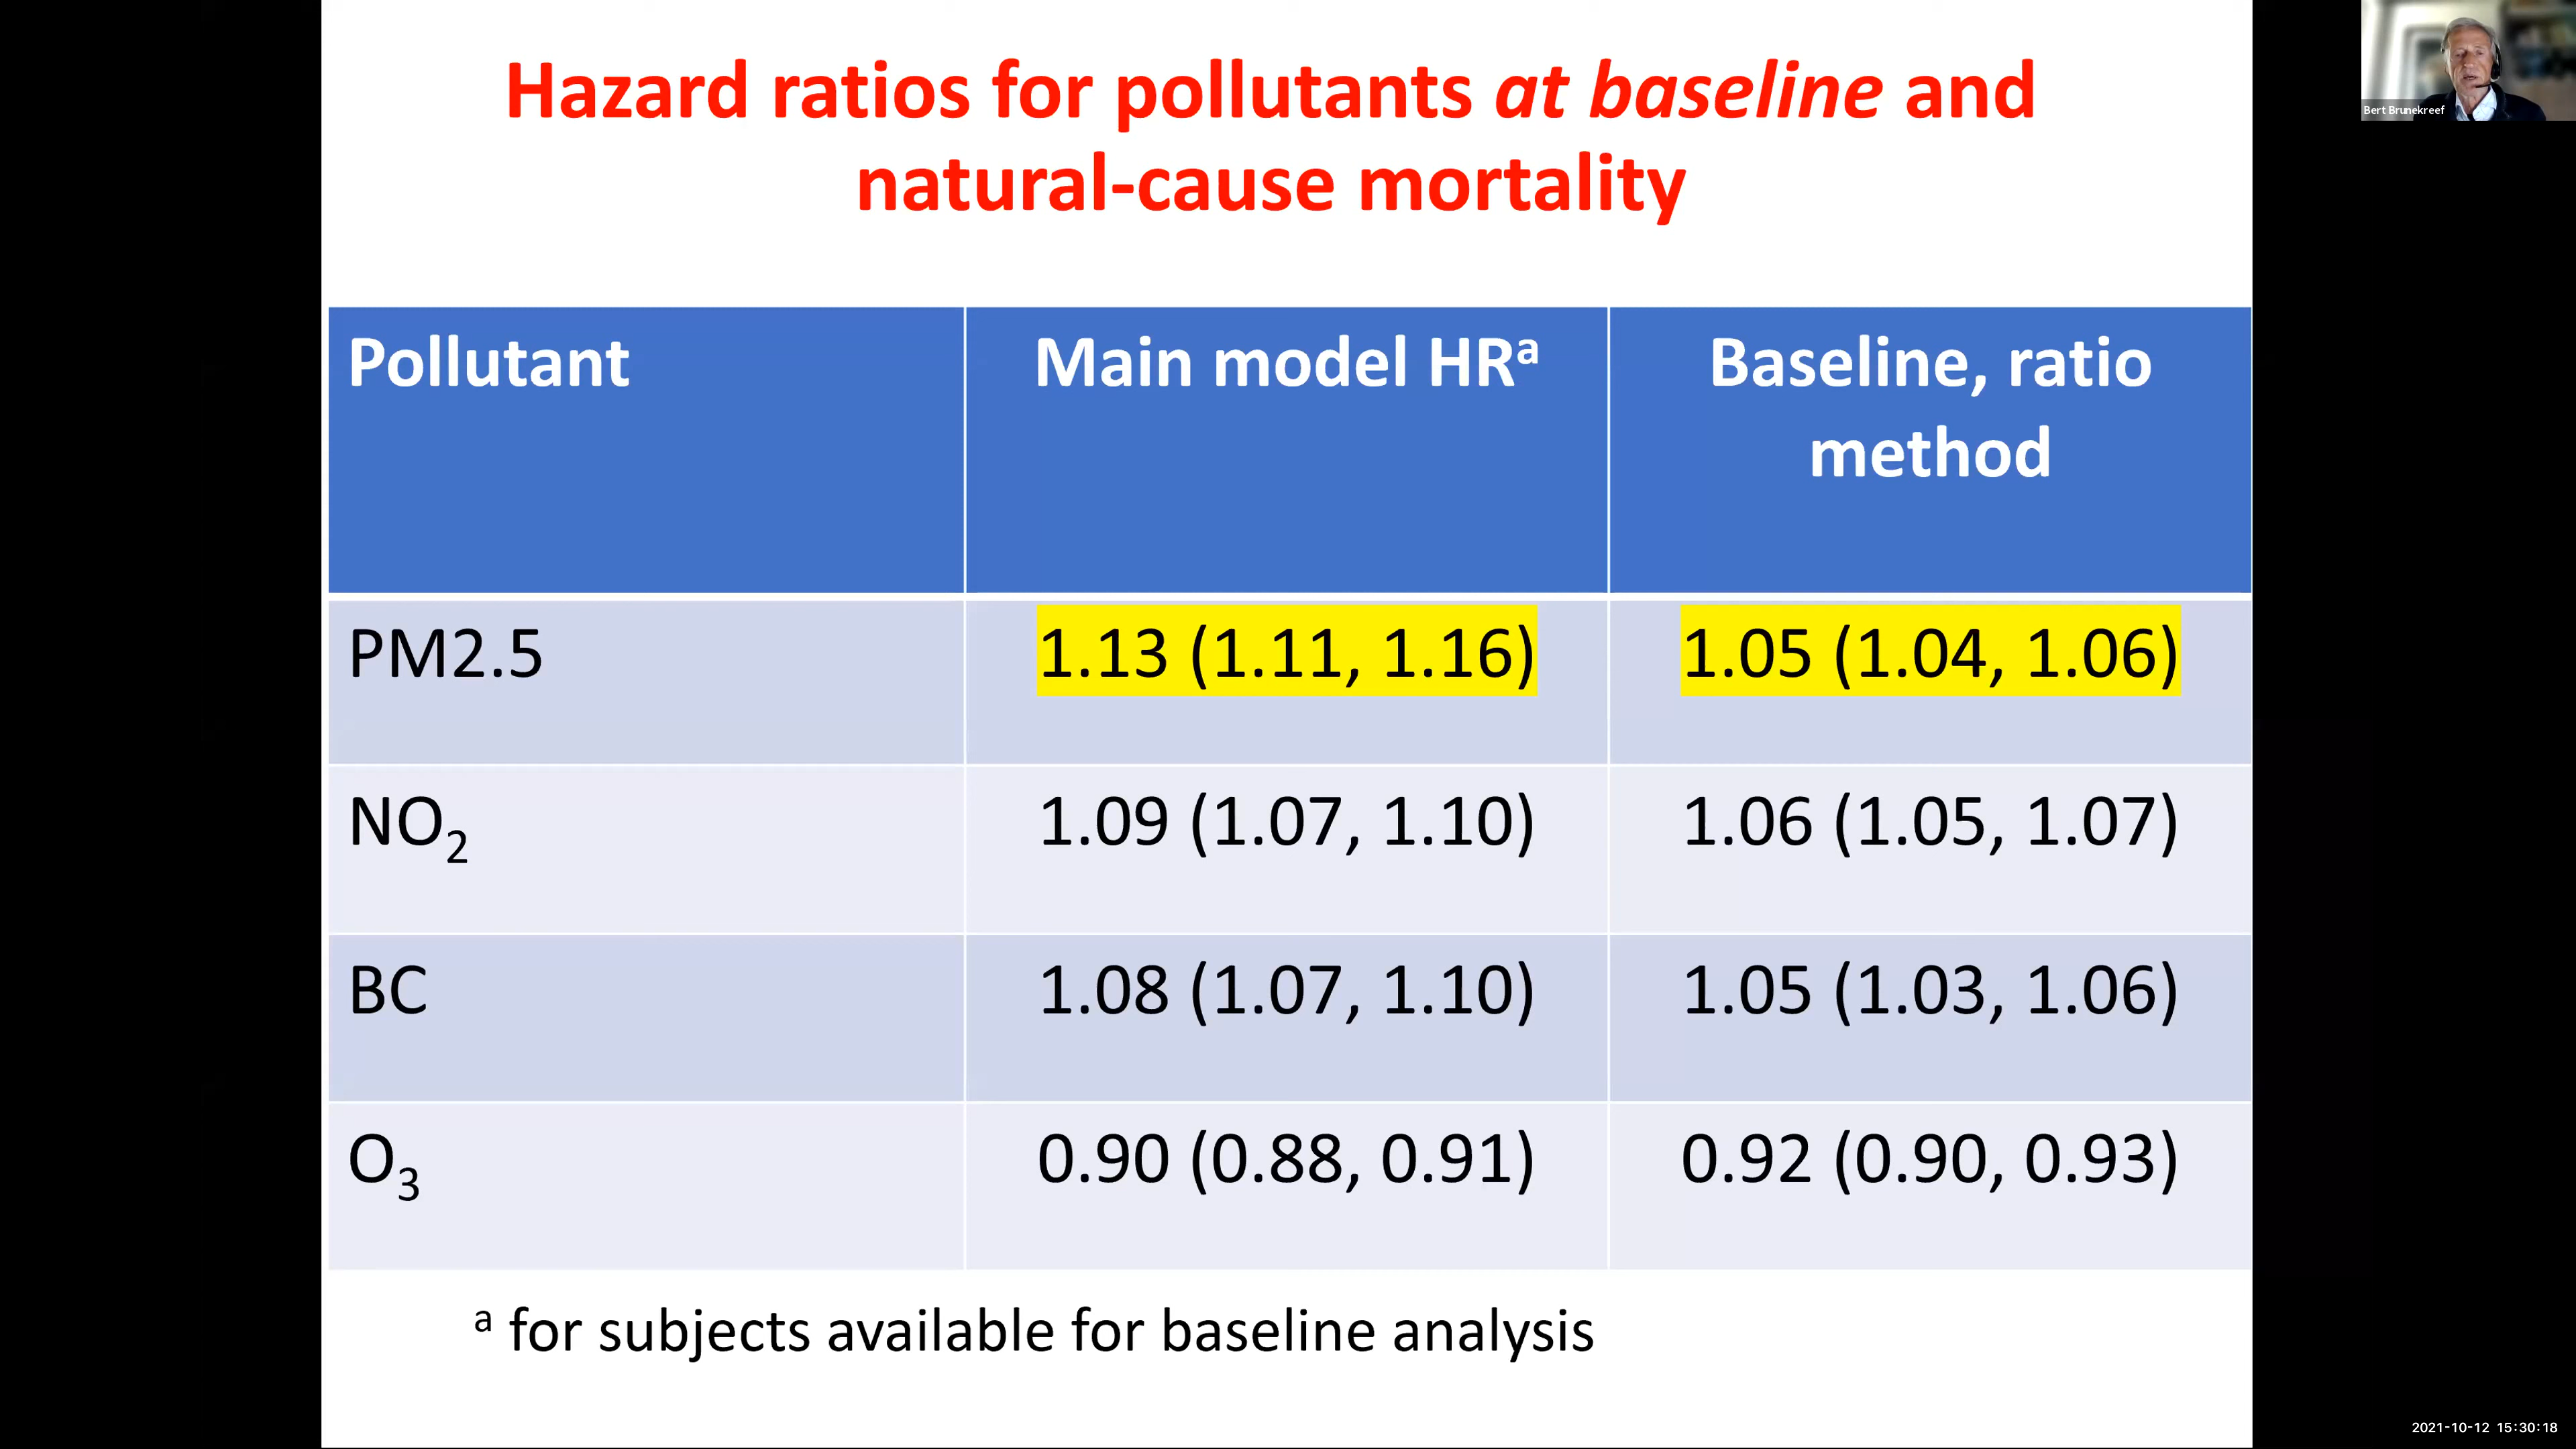 Hazard ratios for pollutants at baseline and
natural-cause mortality
Bert Brunekreef
Pollutant
Main model HRᵃ
Baseline, ratio
method
PM2.5
1.13 (1.11, 1.16)
1.05 (1.04, 1.06)
NO₂
1.09 (1.07, 1.10)
1.06 (1.05, 1.07)
BC
1.08 (1.07, 1.10)
1.05 (1.03, 1.06)
O₃
0.90 (0.88, 0.91)
0.92 (0.90, 0.93)
ᵃ for subjects available for baseline analysis
2021-10-12 15:30:18